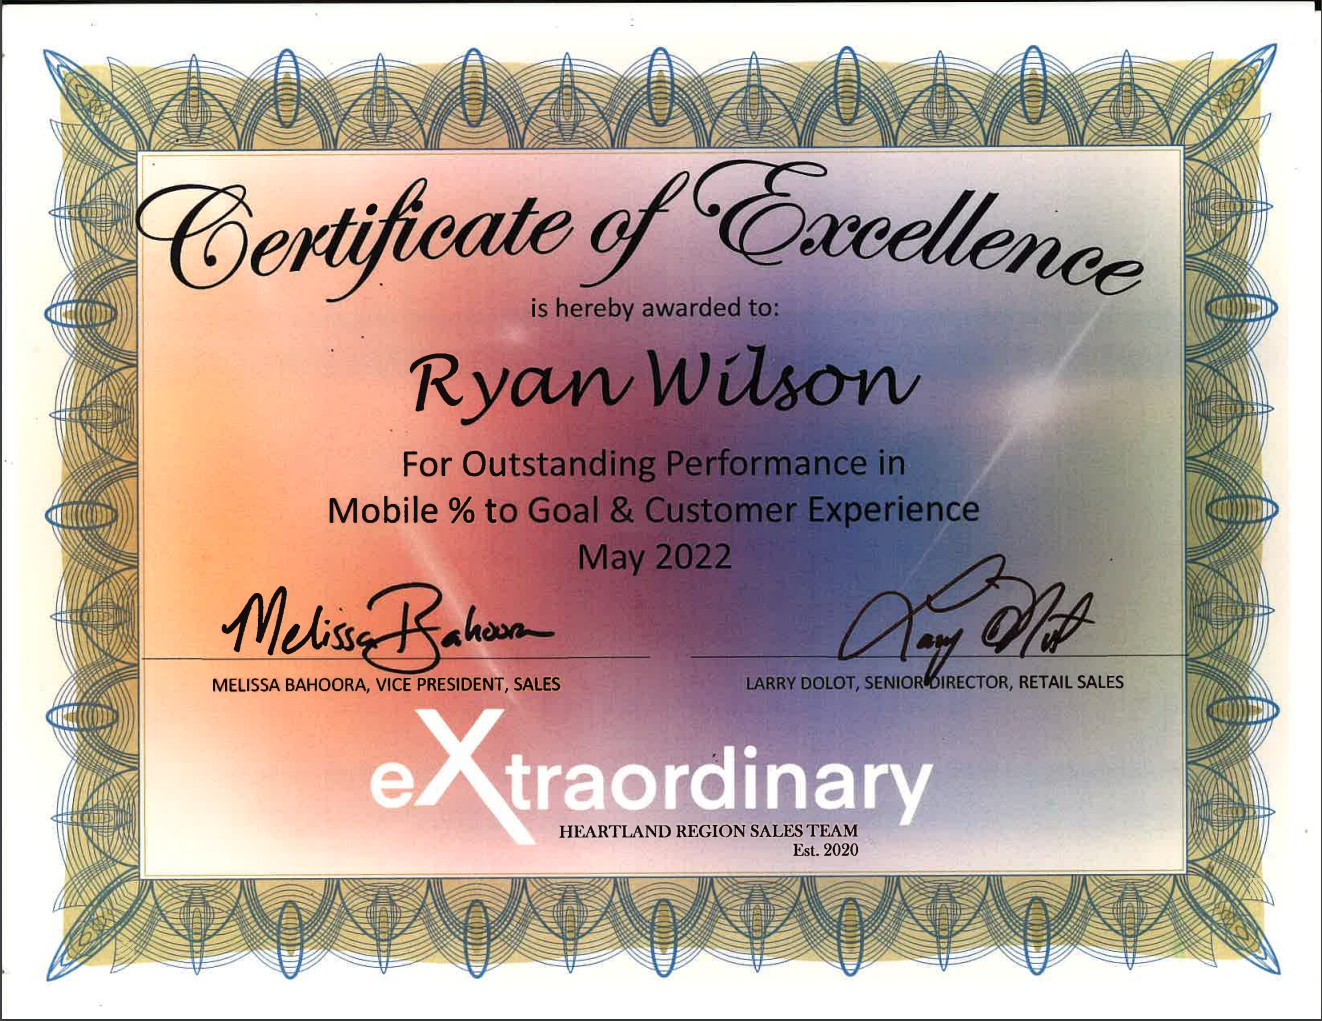 Certificate of Excellence
is hereby awarded to:
Ryan Wilson
For Outstanding Performance in
Mobile % to Goal & Customer Experience
May 2022
Melissa Bahoora
Larry Dolot
MELISSA BAHOORA, VICE PRESIDENT, SALES
LARRY DOLOT, SENIOR DIRECTOR, RETAIL SALES
eXtraordinary
HEARTLAND REGION SALES TEAM
Est. 2020